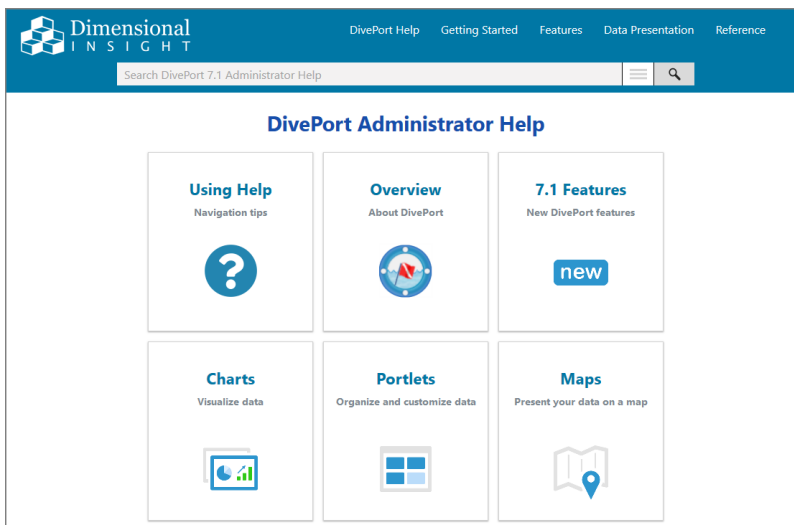 Dimensional
INSIGHT
DivePort Help Getting Started Features Data Presentation Reference
Search DivePort 7.1 Administrator Help
DivePort Administrator Help
Using Help
Navigation tips
?
Overview
About DivePort
7.1 Features
New DivePort features
new
Charts
Visualize data
Portlets
Organize and customize data
Maps
Present your data on a map